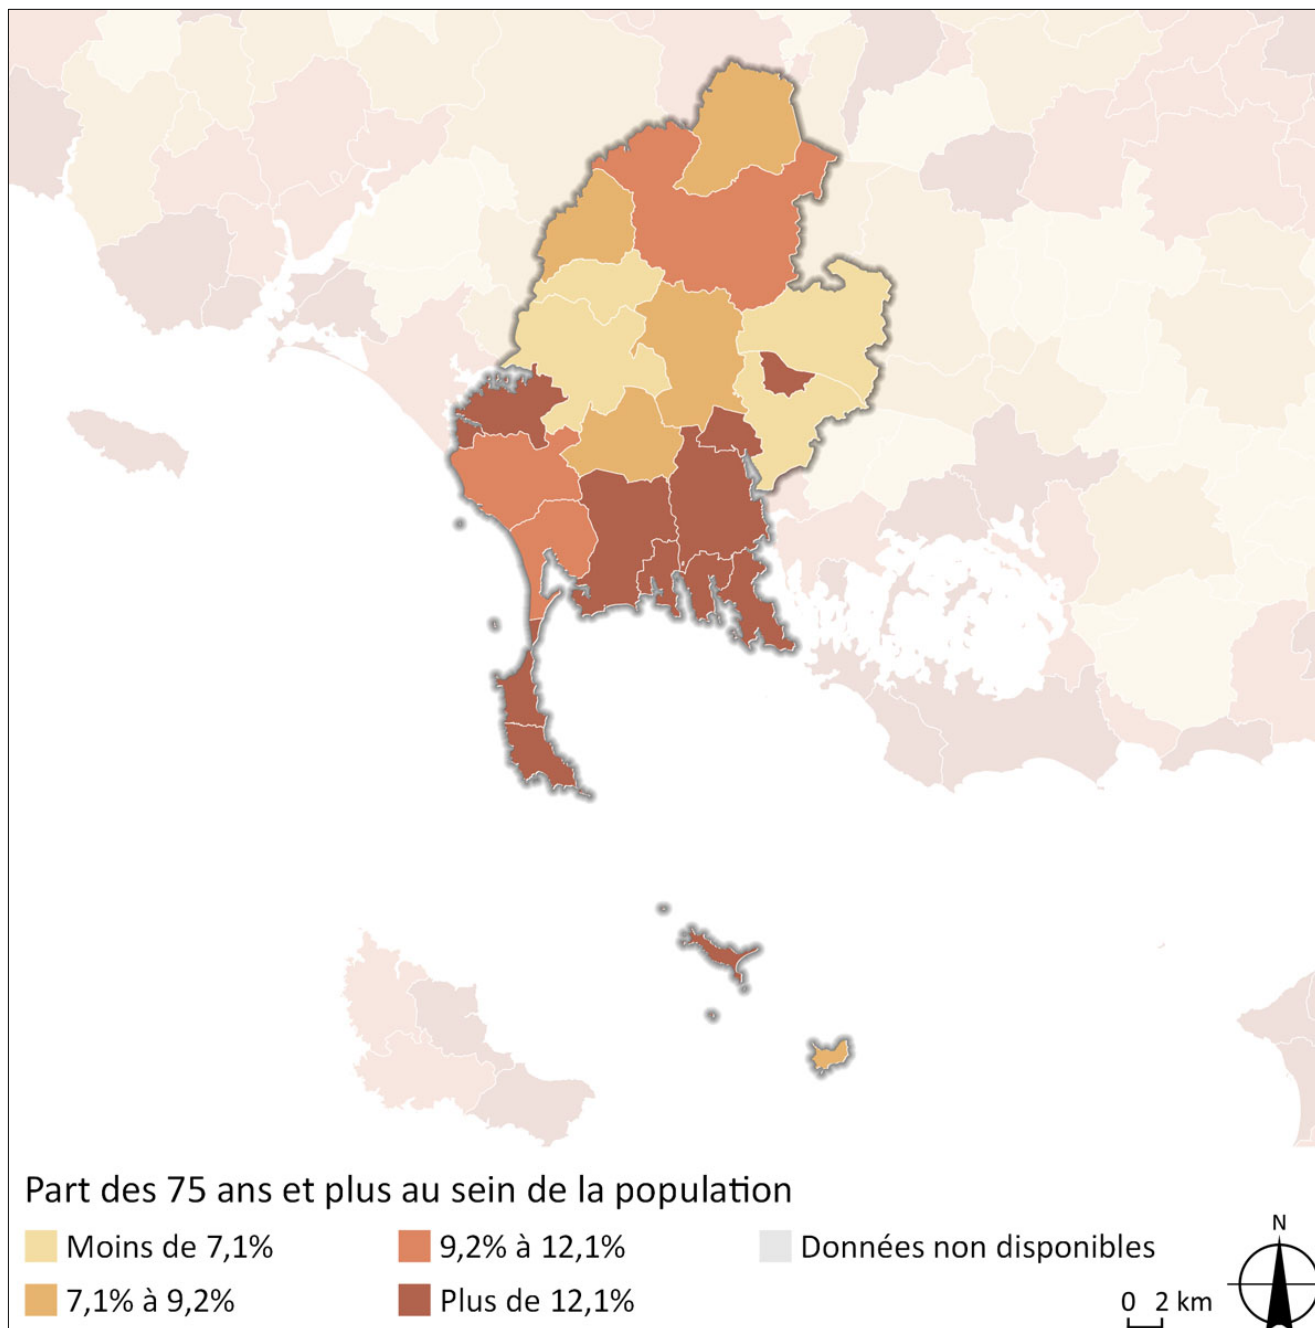 Part des 75 ans et plus au sein de la population
Moins de 7,1%
9,2% à 12,1%
Données non disponibles
7,1% à 9,2%
Plus de 12,1%
0 2 km
N